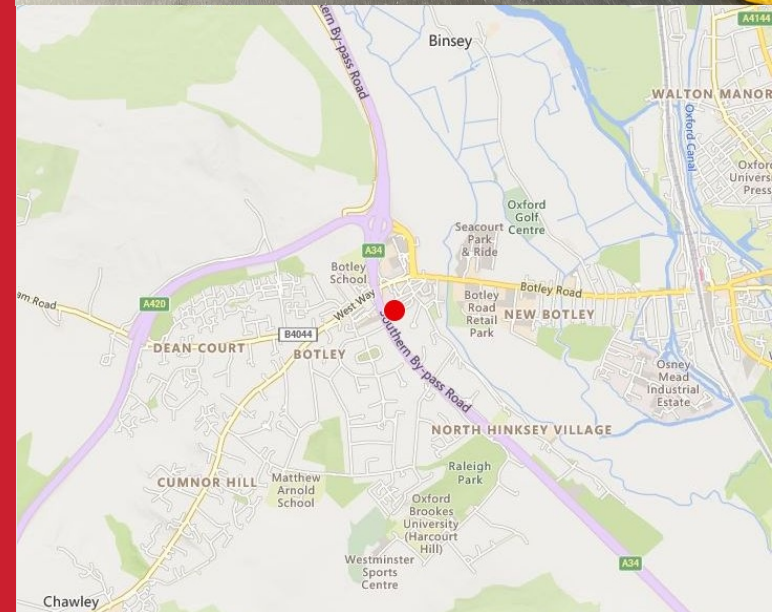 ern By-pass Road
Binsey
A4144
WALTON MANOR
Oxford Canal
Oxford
Univers
Press
Oxford
Golf
Centre
Seacourt
Park
& Ride
A34
Botley
School
Botley Road
am Road
A420
West Way
Southern By-pass Road
Botley
Road
Retail
Park
NEW BOTLEY
B4044
DEAN COURT
BOTLEY
Osney
Mead
Industrial
Estate
NORTH HINKSEY VILLAGE
Raleigh
Park
CUMNOR HILL
Matthew
Arnold
School
Oxford
Brookes
University
(Harcourt
Hill)
Westminster
Sports
Centre
A34
Chawley